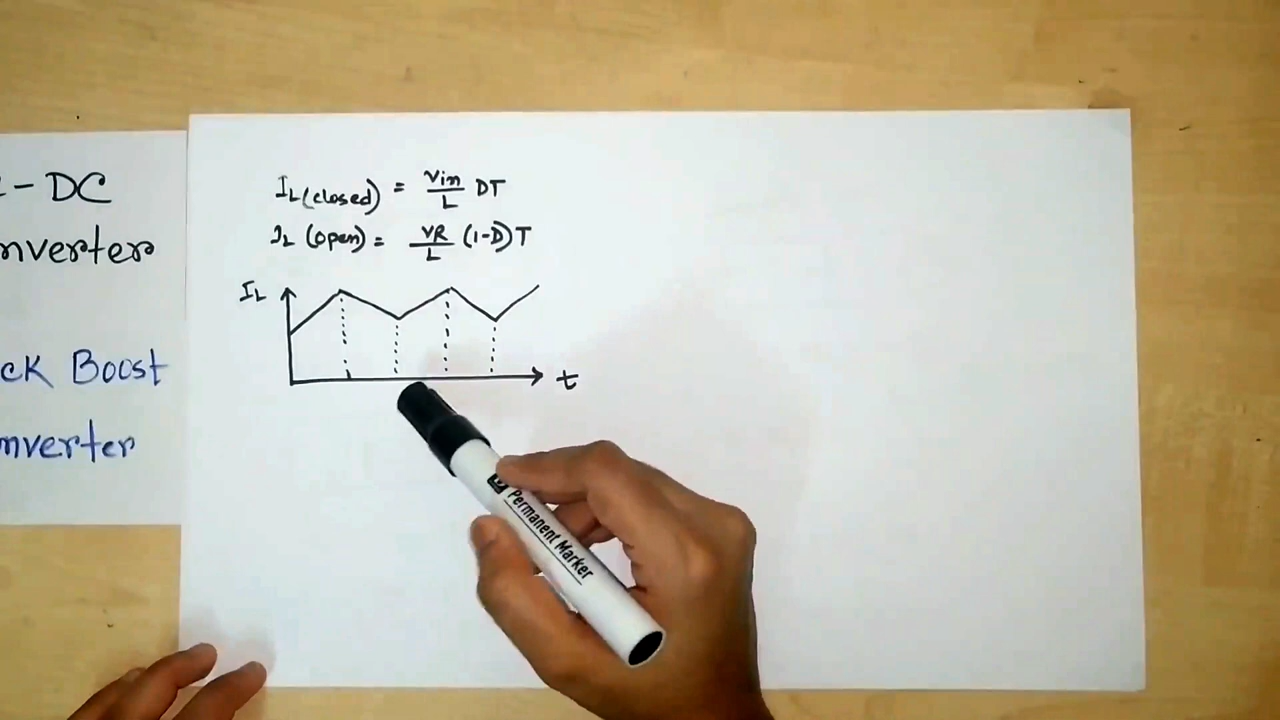 - DC
nverter
ck Boost
nverter
IL (closed) = Vin/L DT
IL (open) = VR/L (1-D)T
IL
t
Permanent Marker